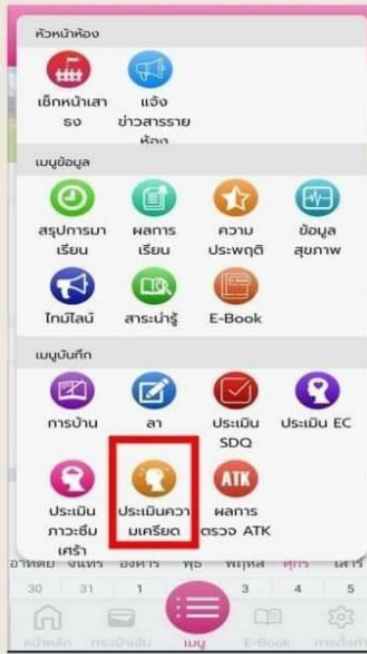 หัวหน้าห้อง
เช็กหน้าเสา แจ้ง
ธง ข่าวสารราย
ห้อง
เมนูข้อมูล
สรุปการมา ผลการ ความ ข้อมูล
เรียน เรียน ประพฤติ สุขภาพ
ไทม์ไลน์ สาระน่ารู้ E-Book
เมนูบันทึก
การบ้าน ลา ประเมิน ประเมิน EC
SDQ
ATK
ประเมิน ประเมินควา ผลการ
ภาวะซึม มเครียด ตรวจ ATK
เศร้า
อาทิตย์ จันทร์ อังคาร พุธ พฤหัส ศุกร์ เสาร์
30 31 1 3 4 5
หน้าหลัก กระเป๋าเงิน เมนู E-Book การตั้งค่า